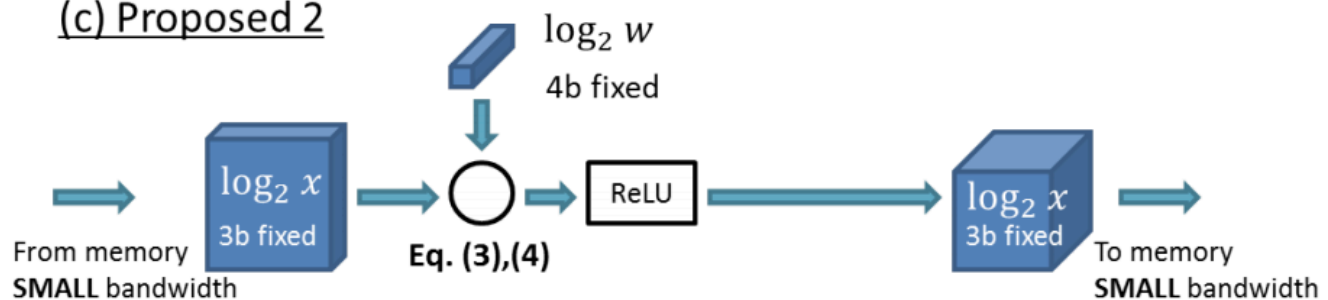 (c) Proposed 2
log₂ w
4b fixed
log₂ x
3b fixed
ReLU
log₂ x
3b fixed
Eq. (3),(4)
From memory
SMALL bandwidth
To memory
SMALL bandwidth